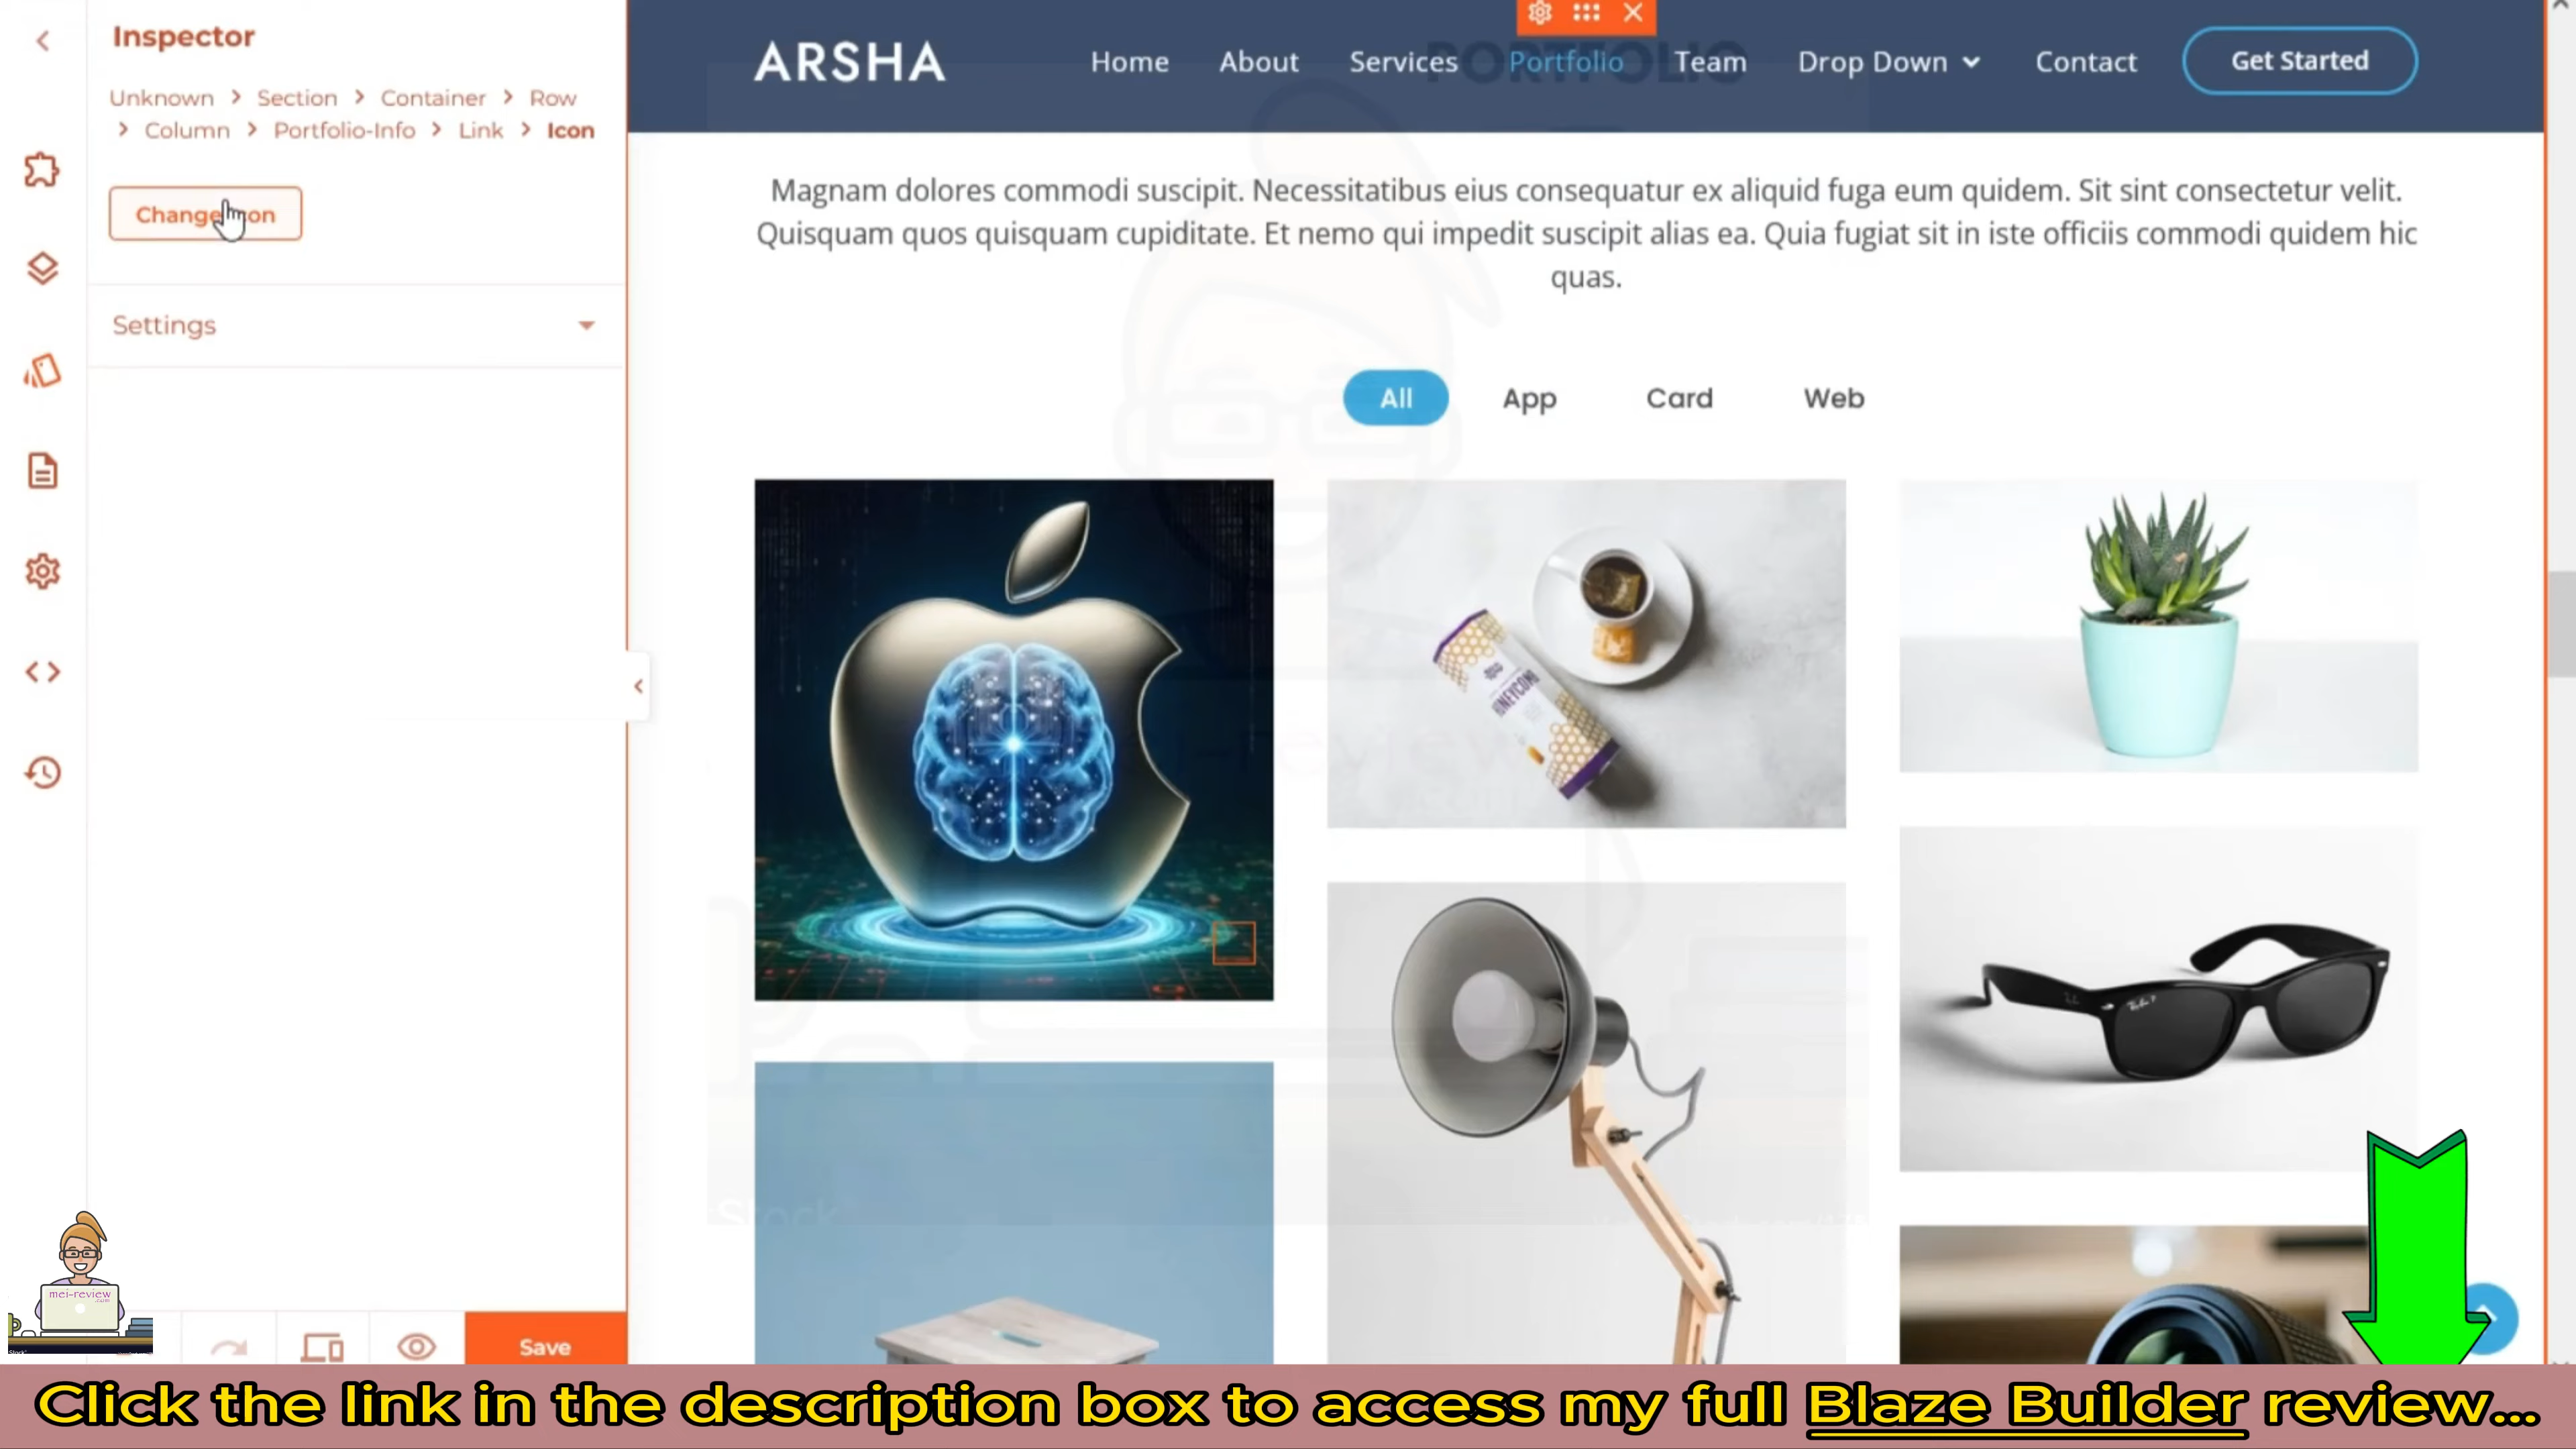 Inspector
Unknown > Section > Container > Row
> Column > Portfolio-Info > Link > Icon
Change Icon
Settings
Save
ARSHA
Home
About
Services
Portfolio
Team
Drop Down
Contact
Get Started
PORTFOLIO
Magnam dolores commodi suscipit. Necessitatibus eius consequatur ex aliquid fuga eum quidem. Sit sint consectetur velit.
Quisquam quos quisquam cupiditate. Et nemo qui impedit suscipit alias ea. Quia fugiat sit in iste officiis commodi quidem hic
quas.
All
App
Card
Web
mei-review
.com
iStock
Click the link in the description box to access my full Blaze Builder review...